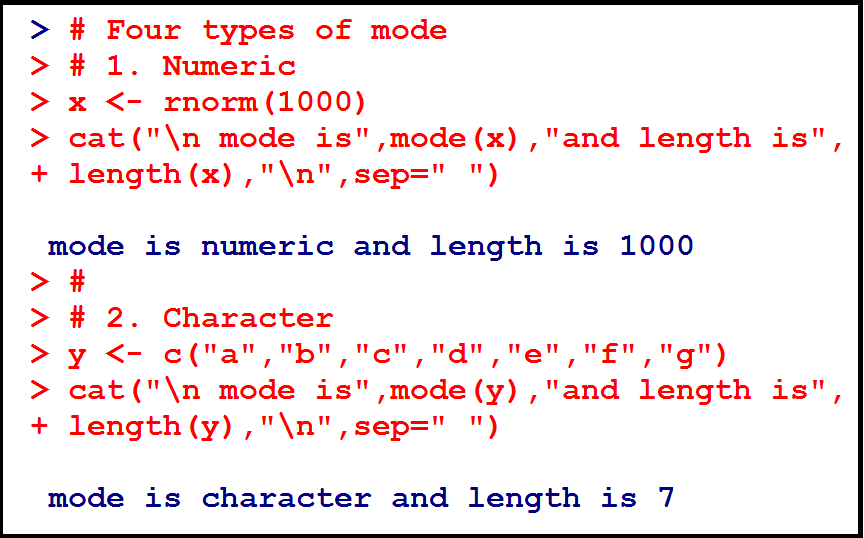 > # Four types of mode
> # 1. Numeric
> x <- rnorm(1000)
> cat("\n mode is",mode(x),"and length is",
+ length(x),"\n",sep=" ")
mode is numeric and length is 1000
> #
> # 2. Character
> y <- c("a","b","c","d","e","f","g")
> cat("\n mode is",mode(y),"and length is",
+ length(y),"\n",sep=" ")
mode is character and length is 7